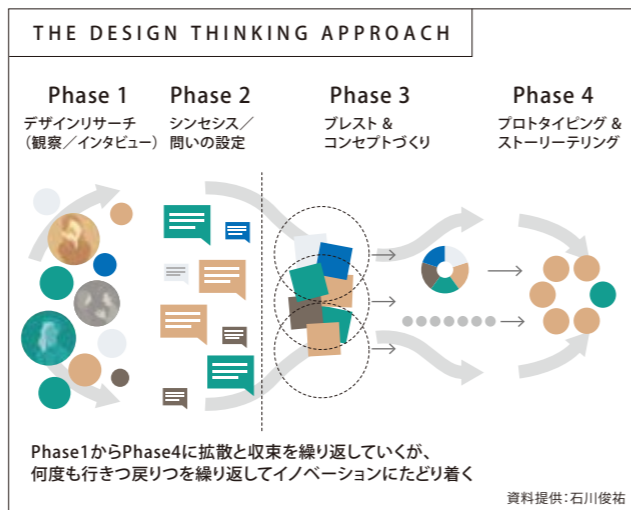 THE DESIGN THINKING APPROACH
Phase 1
デザインリサーチ
（観察／インタビュー）
Phase 2
シンセシス／
問いの設定
Phase 3
ブレスト &
コンセプトづくり
Phase 4
プロトタイピング &
ストーリーテリング
Phase1からPhase4に拡散と収束を繰り返していくが、
何度も行きつ戻りつを繰り返してイノベーションにたどり着く
資料提供：石川俊祐